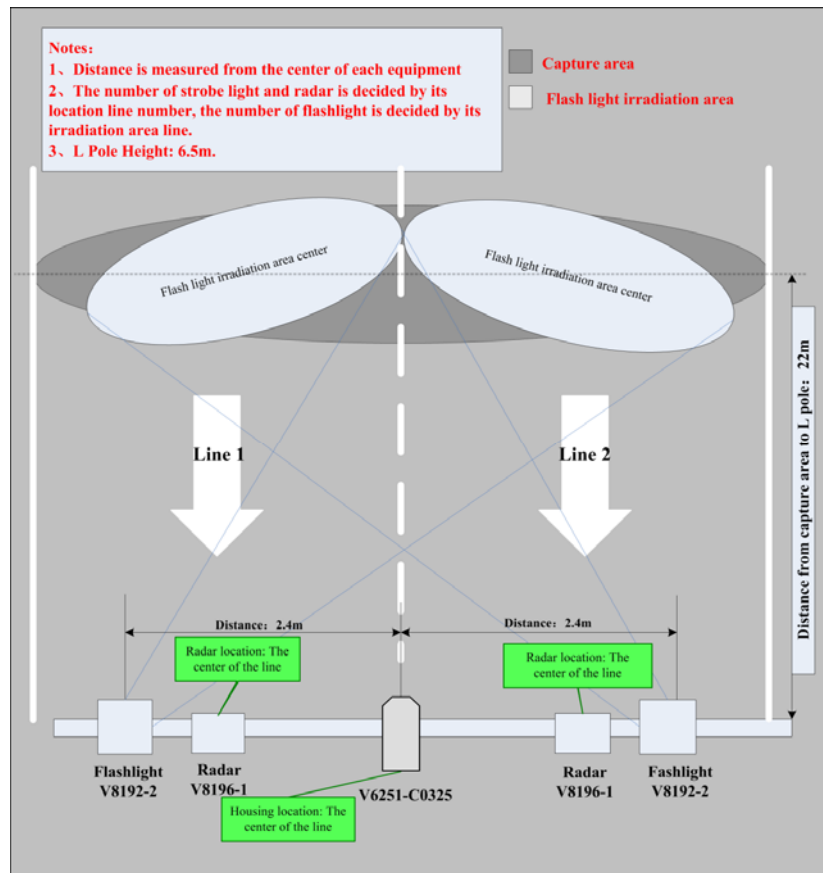 Notes:
1、Distance is measured from the center of each equipment
2、The number of strobe light and radar is decided by its
location line number, the number of flashlight is decided by its
irradiation area line.
3、L Pole Height: 6.5m.
Capture area
Flash light irradiation area
Flash light irradiation area center
Flash light irradiation area center
Line 1
Line 2
Distance from capture area to L pole: 22m
Distance: 2.4m
Distance: 2.4m
Radar location: The
center of the line
Radar location: The
center of the line
Flashlight
V8192-2
Radar
V8196-1
V6251-C0325
Radar
V8196-1
Fashlight
V8192-2
Housing location: The
center of the line